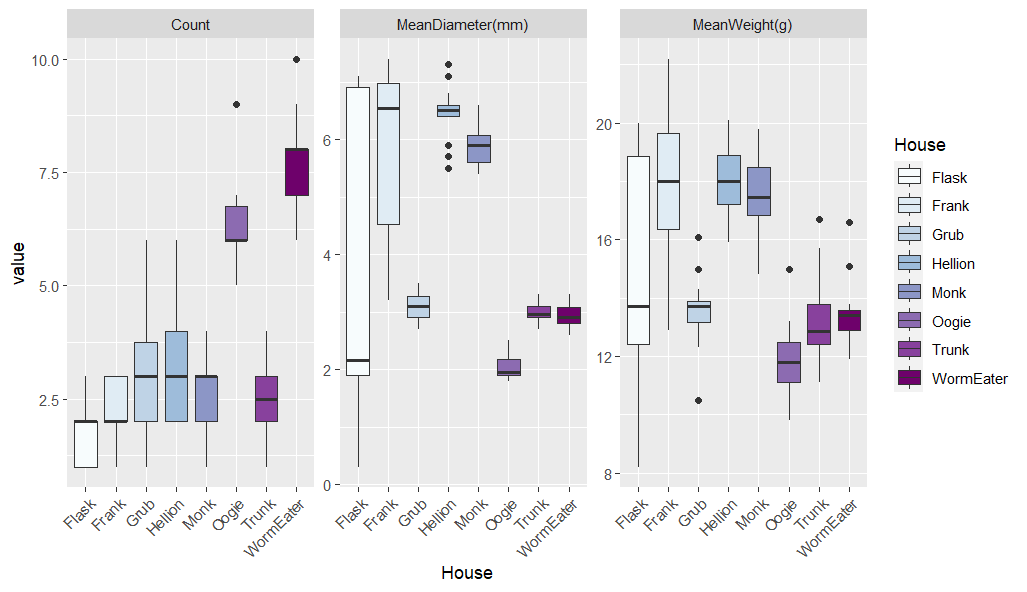 Count
MeanDiameter(mm)
MeanWeight(g)
value
10.0
7.5
5.0
2.5
6
4
2
0
20
16
12
8
Flask
Frank
Grub
Hellion
Monk
Oogie
Trunk
WormEater
Flask
Frank
Grub
Hellion
Monk
Oogie
Trunk
WormEater
Flask
Frank
Grub
Hellion
Monk
Oogie
Trunk
WormEater
House
House
Flask
Frank
Grub
Hellion
Monk
Oogie
Trunk
WormEater